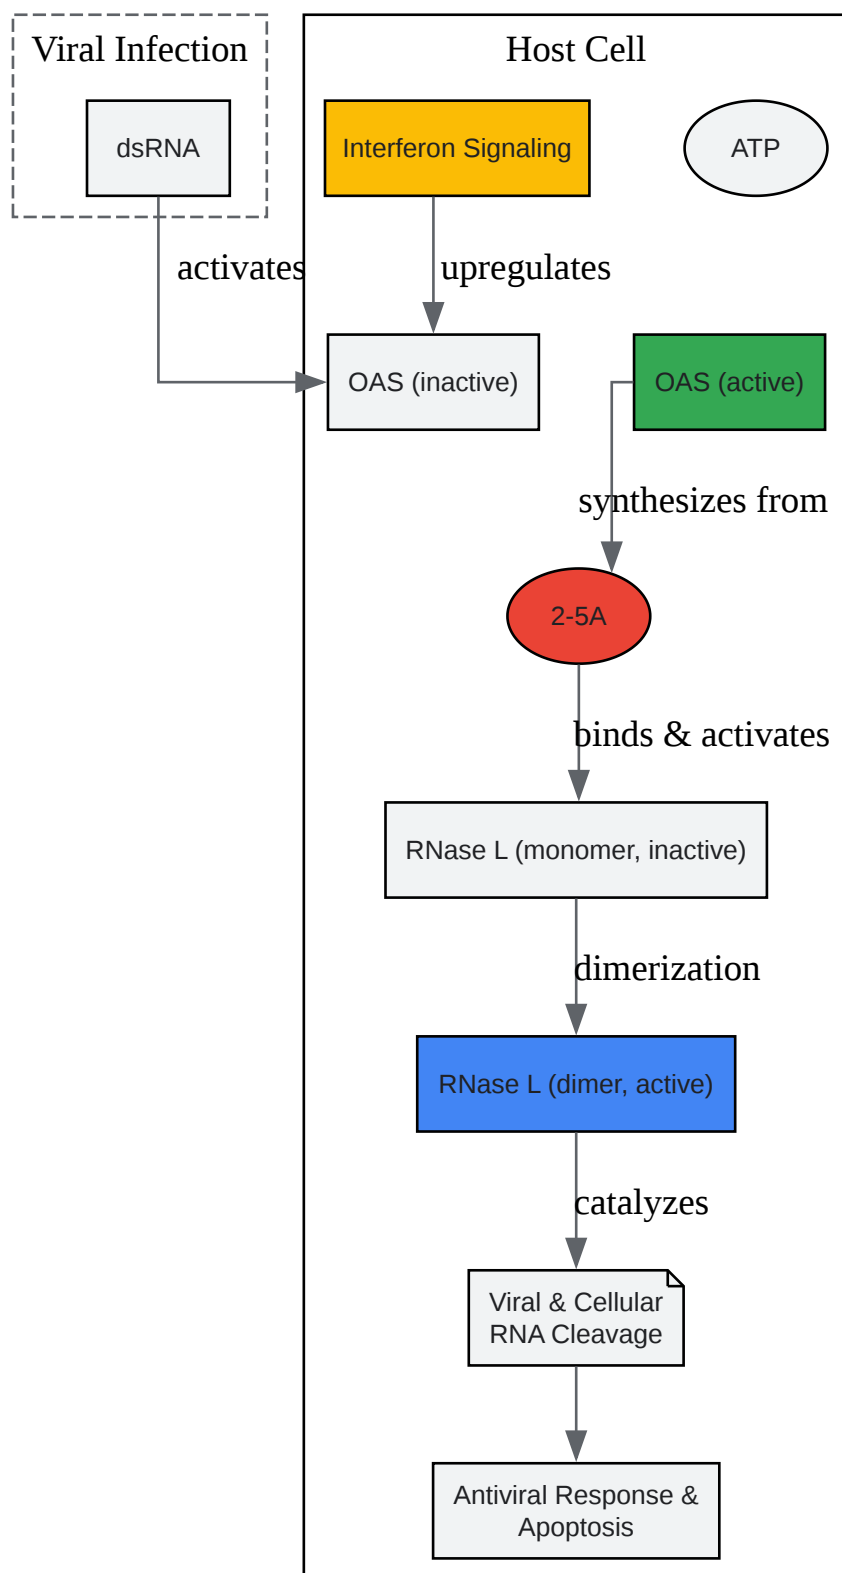 Viral Infection
Host Cell
dsRNA
Interferon Signaling
ATP
activates
upregulates
OAS (inactive)
OAS (active)
synthesizes from
2-5A
binds & activates
RNase L (monomer, inactive)
dimerization
RNase L (dimer, active)
catalyzes
Viral & Cellular
RNA Cleavage
Antiviral Response &
Apoptosis